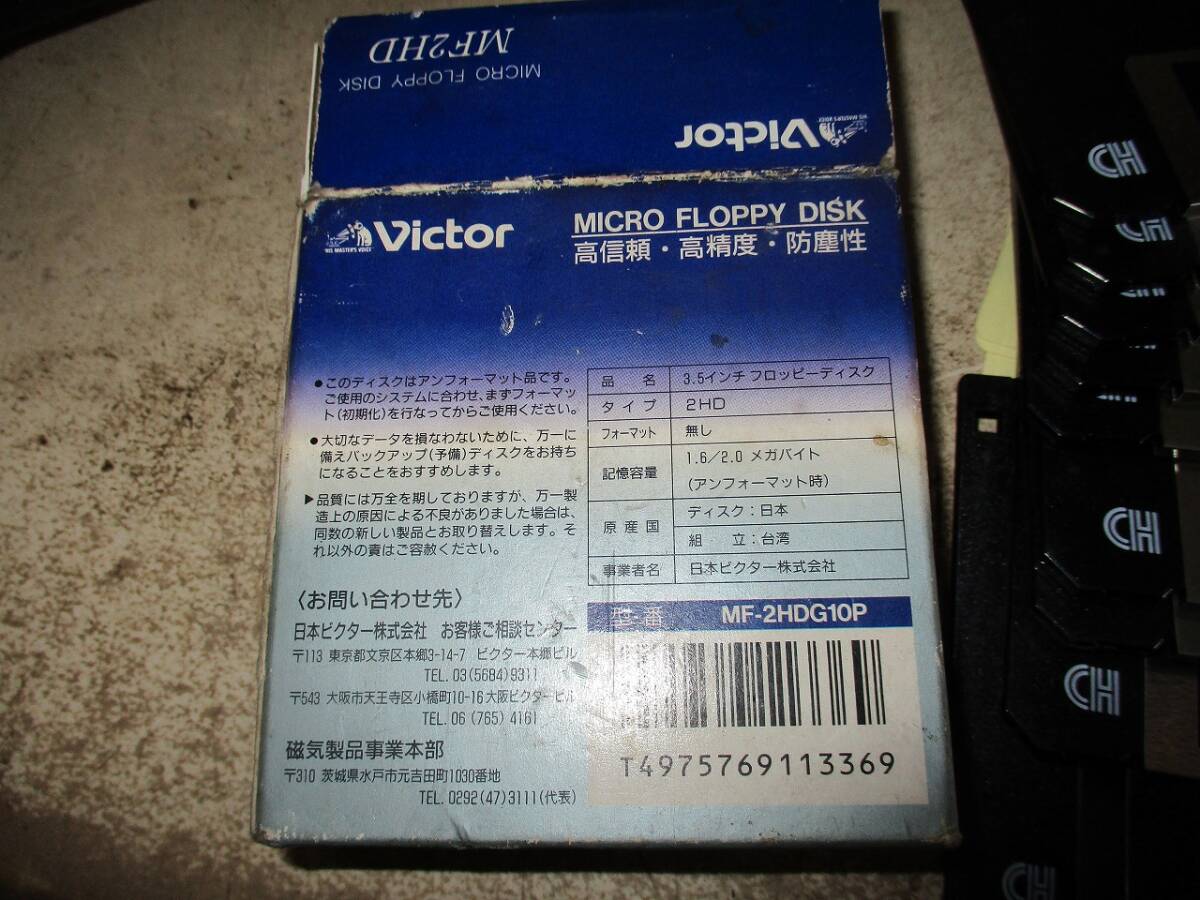 MF2HD
MICRO FLOPPY DISK
Victor
HIS MASTER'S VOICE
Victor
"HIS MASTER'S VOICE"
MICRO FLOPPY DISK
高信頼・高精度・防塵性
●このディスクはアンフォーマット品です。
ご使用のシステムに合わせ、まずフォーマッ
ト(初期化)を行なってからご使用ください。
●大切なデータを損なわないために、万一に
備えバックアップ(予備)ディスクをお持ち
になることをおすすめします。
▶品質には万全を期しておりますが、万一製
造上の原因による不良がありました場合は、
同数の新しい製品とお取り替えします。そ
れ以外の責はご容赦ください。
品名 3.5インチ フロッピーディスク
タイプ 2HD
フォーマット 無し
記憶容量 1.6/2.0 メガバイト
(アンフォーマット時)
原産国 ディスク:日本
組 立:台湾
事業者名 日本ビクター株式会社
〈お問い合わせ先〉
日本ビクター株式会社 お客様ご相談センター
〒113 東京都文京区本郷3-14-7 ビクター本郷ビル
TEL. 03(5684)9311
〒543 大阪市天王寺区小橋町10-16 大阪ビクタービル
TEL. 06 (765) 4161
磁気製品事業本部
〒310 茨城県水戸市元吉田町1030番地
TEL. 0292(47)3111(代表)
型番 MF-2HDG10P
T4975769113369
CH
CH
CH
CH
CH
CH
CH